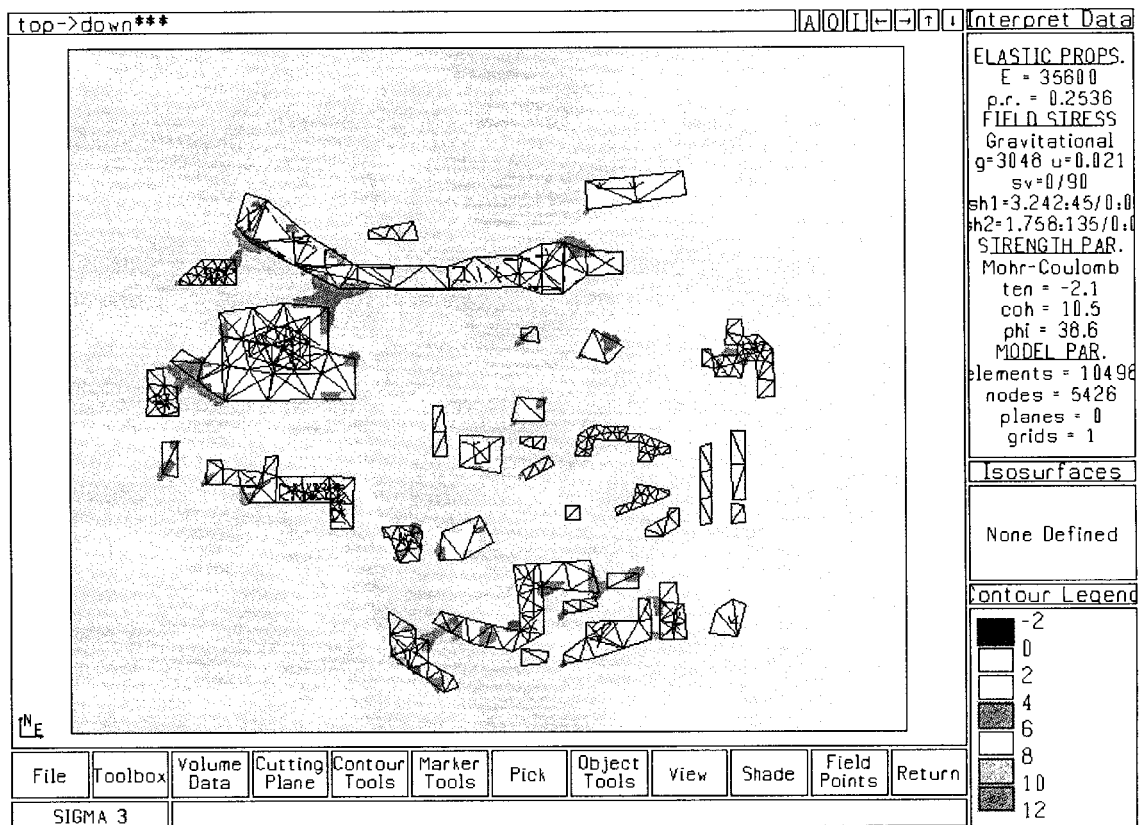 top->down***
A O I ← → ↑ ↓
Interpret Data
ELASTIC PROPS.
E = 35600
p.r. = 0.2536
FIELD STRESS
Gravitational
g=3048 u=0.021
sv=0/90
sh1=3.242:45/0:0
sh2=1.758:135/0:0
STRENGTH PAR.
Mohr-Coulomb
ten = -2.1
coh = 10.5
phi = 38.6
MODEL PAR.
elements = 10496
nodes = 5426
planes = 0
grids = 1
Isosurfaces
None Defined
Contour Legend
-2
0
2
4
6
8
10
12
N
E
File
Toolbox
Volume
Data
Cutting
Plane
Contour
Tools
Marker
Tools
Pick
Object
Tools
View
Shade
Field
Points
Return
SIGMA 3